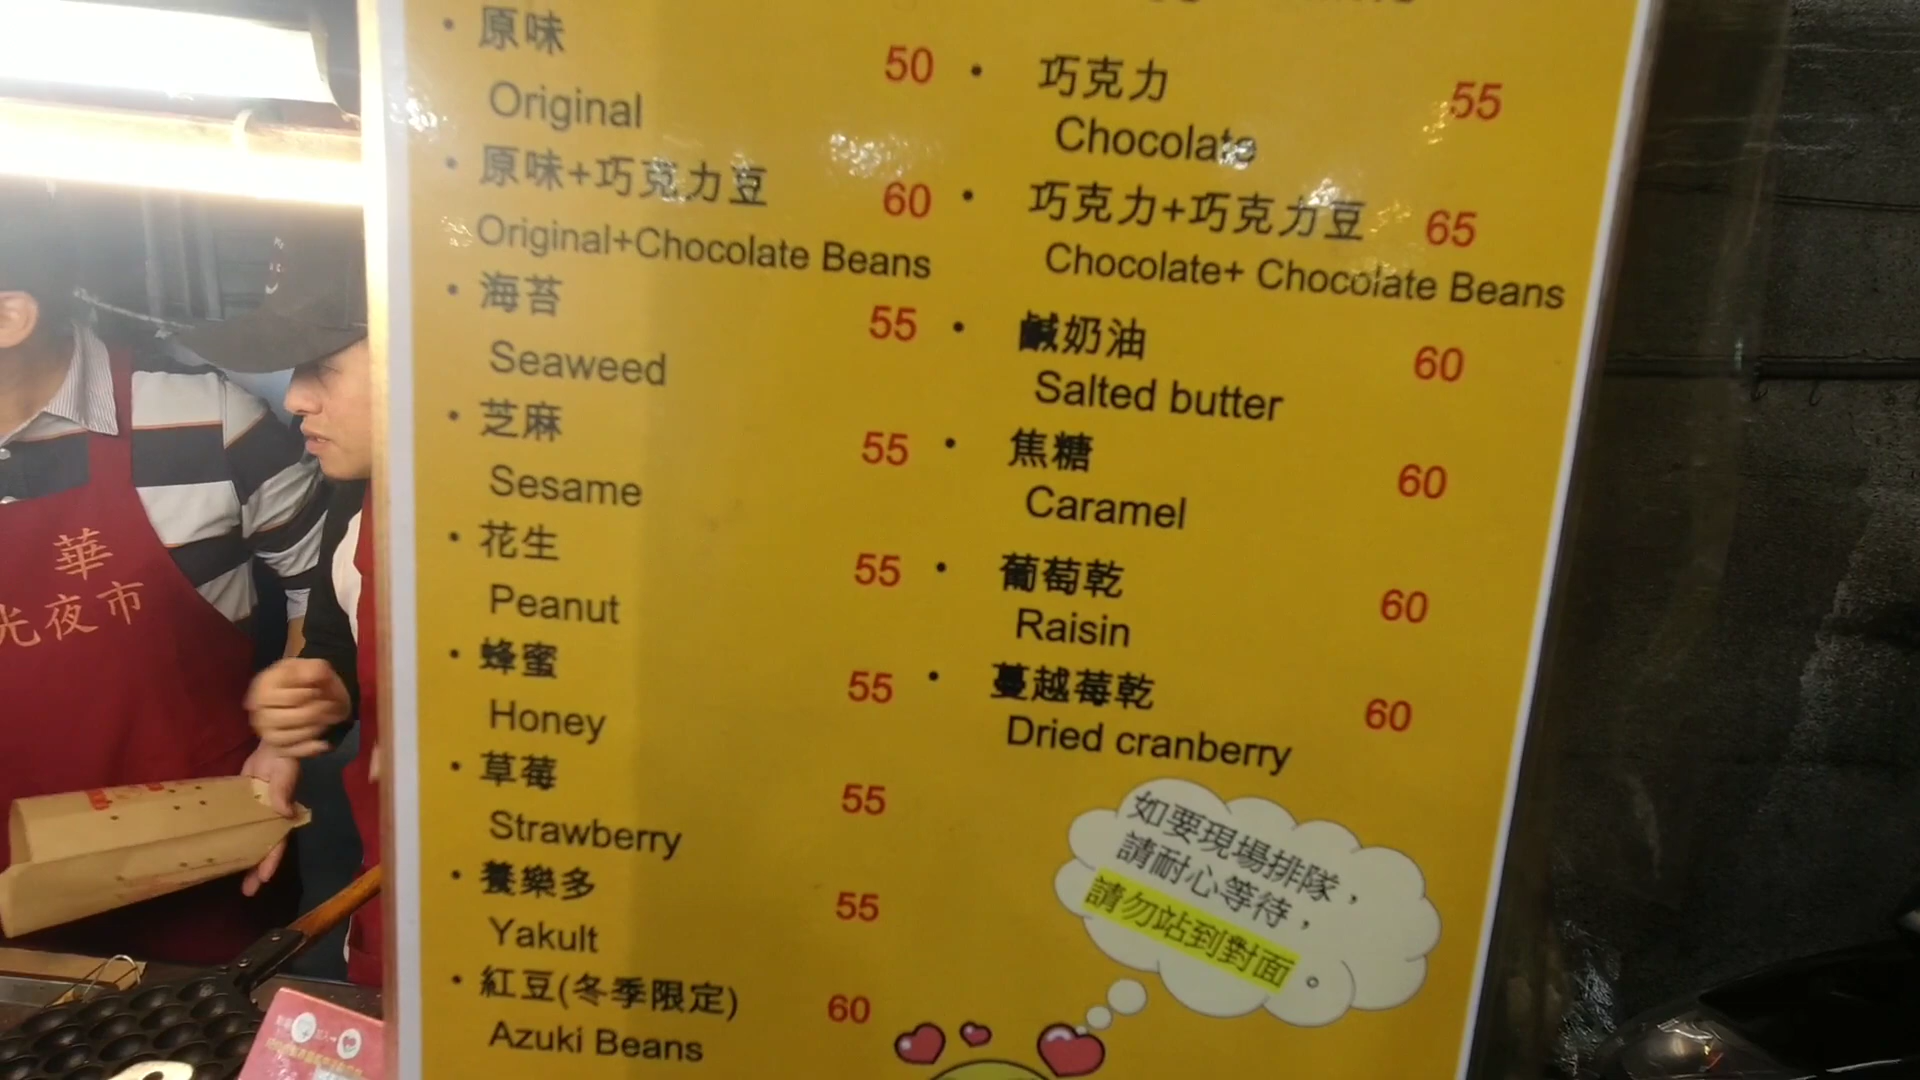 原味 50
Original
原味+巧克力豆 60
Original+Chocolate Beans
海苔 55
Seaweed
芝麻 55
Sesame
花生 55
Peanut
蜂蜜 55
Honey
草莓 55
Strawberry
養樂多 55
Yakult
紅豆(冬季限定) 60
Azuki Beans
巧克力 55
Chocolate
巧克力+巧克力豆 65
Chocolate+ Chocolate Beans
鹹奶油 60
Salted butter
焦糖 60
Caramel
葡萄乾 60
Raisin
蔓越莓乾 60
Dried cranberry
如要現場排隊，
請耐心等待，
請勿站到對面。
華
光夜市